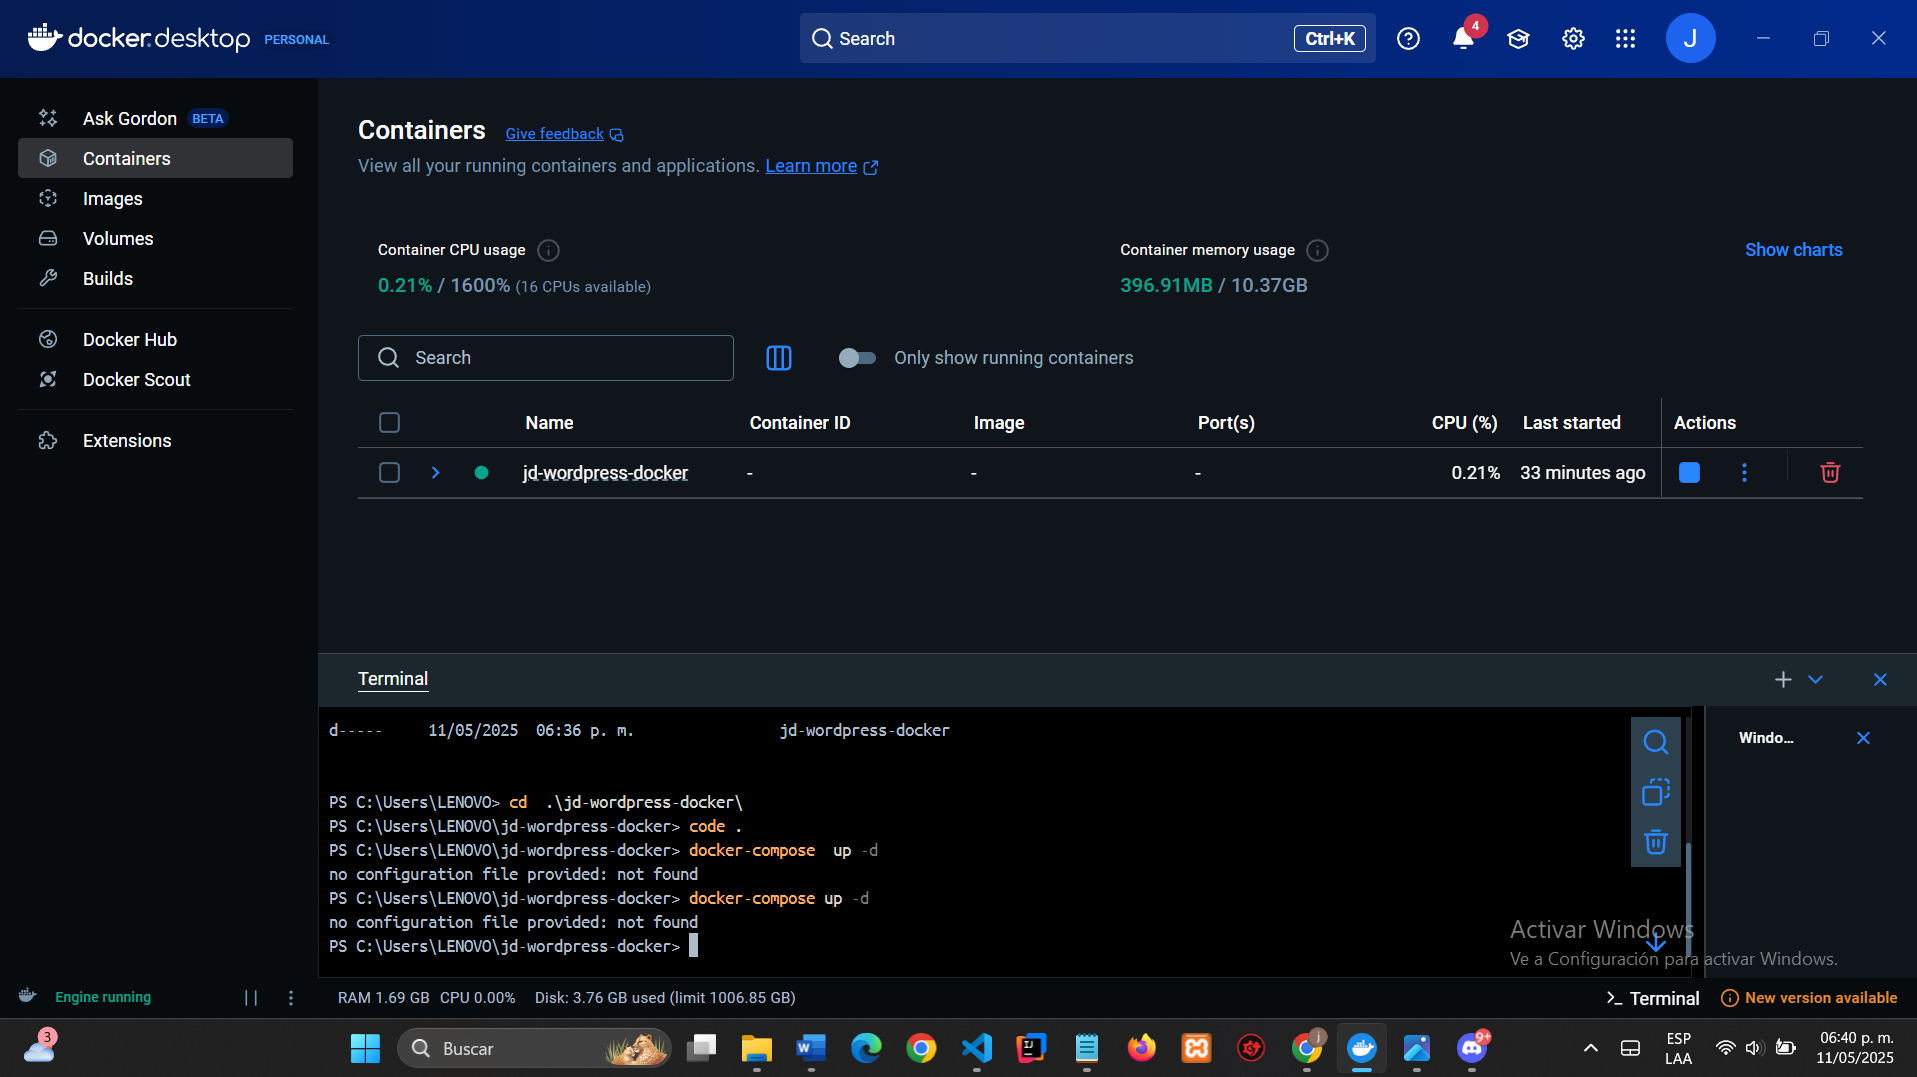 docker.desktop PERSONAL
Search
Ctrl+K
4
J
Ask Gordon BETA
Containers
Images
Volumes
Builds
Docker Hub
Docker Scout
Extensions
Containers Give feedback
View all your running containers and applications. Learn more
Container CPU usage
0.21% / 1600% (16 CPUs available)
Container memory usage
396.91MB / 10.37GB
Show charts
Search
Only show running containers
Name Container ID Image Port(s) CPU (%) Last started Actions
jd-wordpress-docker - - - 0.21% 33 minutes ago
Terminal
d----- 11/05/2025 06:36 p. m. jd-wordpress-docker
PS C:\Users\LENOVO> cd .\jd-wordpress-docker\
PS C:\Users\LENOVO\jd-wordpress-docker> code .
PS C:\Users\LENOVO\jd-wordpress-docker> docker-compose up -d
no configuration file provided: not found
PS C:\Users\LENOVO\jd-wordpress-docker> docker-compose up -d
no configuration file provided: not found
PS C:\Users\LENOVO\jd-wordpress-docker>
Windo...
Activar Windows
Ve a Configuración para activar Windows.
Engine running
RAM 1.69 GB CPU 0.00% Disk: 3.76 GB used (limit 1006.85 GB)
Terminal
New version available
3
Buscar
W
IJ
j
9+
ESP
LAA
06:40 p. m.
11/05/2025